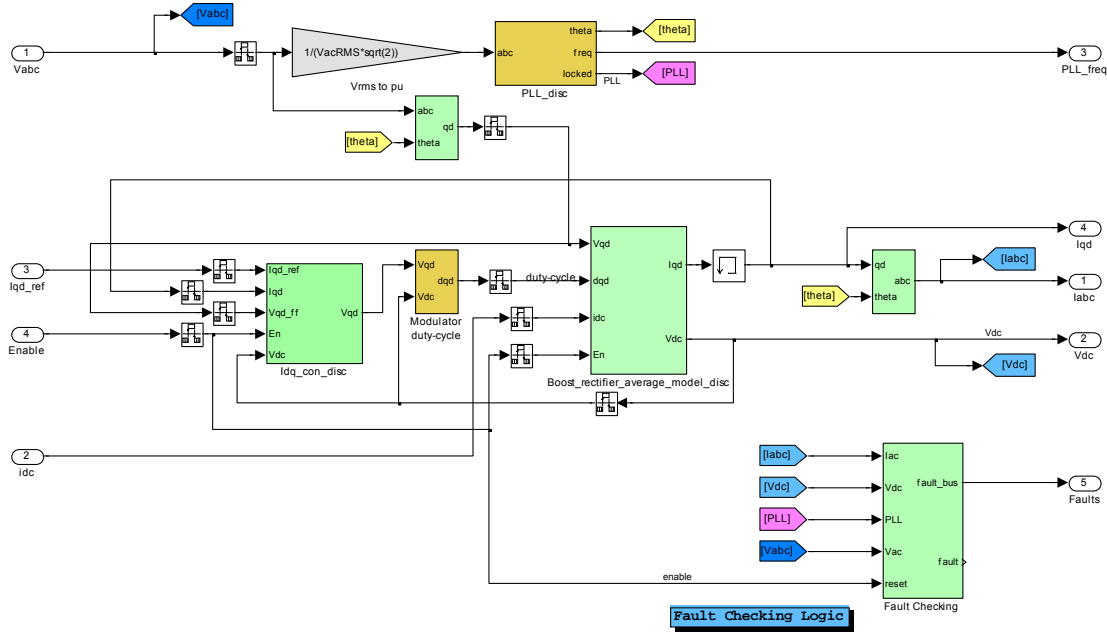 [Vabc]
1
Vabc
1/(VacRMS*sqrt(2))
Vrms to pu
abc
theta
freq
locked
PLL_disc
[theta]
PLL
[PLL]
3
PLL_freq
abc
qd
theta
[theta]
3
Iqd_ref
4
Enable
Iqd_ref
Iqd
Vqd_ff
En
Vdc
Vqd
Idq_con_disc
Vqd
dqd
Vdc
Modulator
duty-cycle
duty-cycle
Vqd
dqd
idc
En
Iqd
Vdc
Boost_rectifier_average_model_disc
qd
abc
theta
[theta]
4
Iqd
[Iabc]
1
Iabc
Vdc
2
Vdc
[Vdc]
2
idc
[Iabc]
[Vdc]
[PLL]
[Vabc]
enable
Iac
Vdc
PLL
Vac
reset
fault_bus
fault
Fault Checking
5
Faults
Fault Checking Logic